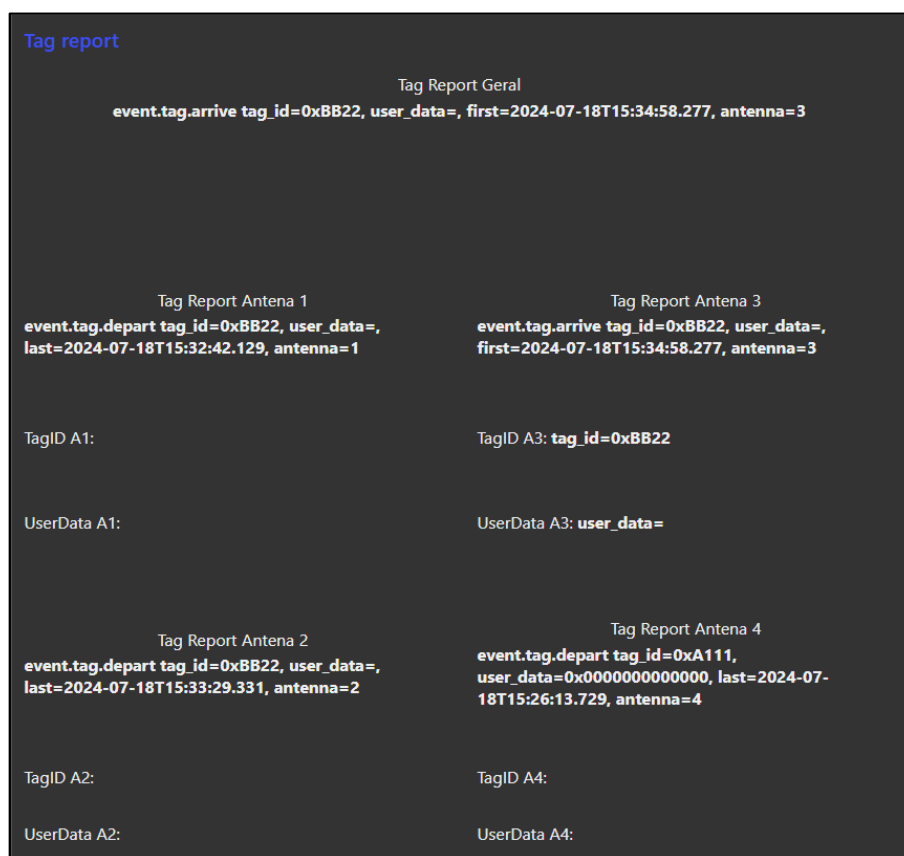 Tag report
Tag Report Geral
event.tag.arrive tag_id=0xBB22, user_data=, first=2024-07-18T15:34:58.277, antenna=3
Tag Report Antena 1
event.tag.depart tag_id=0xBB22, user_data=,
last=2024-07-18T15:32:42.129, antenna=1
TagID A1:
UserData A1:
Tag Report Antena 3
event.tag.arrive tag_id=0xBB22, user_data=,
first=2024-07-18T15:34:58.277, antenna=3
TagID A3: tag_id=0xBB22
UserData A3: user_data=
Tag Report Antena 2
event.tag.depart tag_id=0xBB22, user_data=,
last=2024-07-18T15:33:29.331, antenna=2
TagID A2:
UserData A2:
Tag Report Antena 4
event.tag.depart tag_id=0xA111,
user_data=0x0000000000000, last=2024-07-
18T15:26:13.729, antenna=4
TagID A4:
UserData A4: